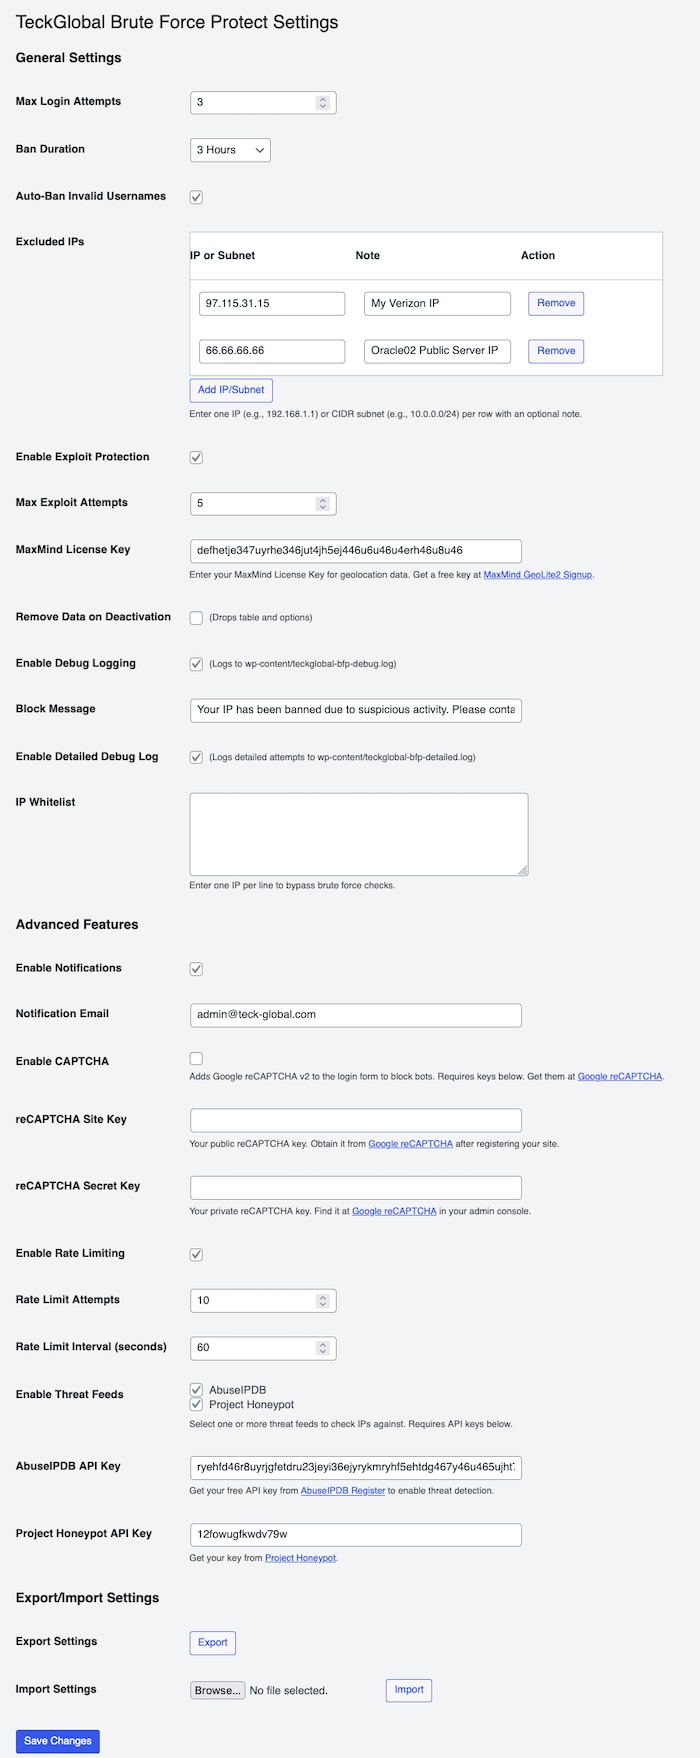 TeckGlobal Brute Force Protect Settings
General Settings
Max Login Attempts 3
Ban Duration 3 Hours
Auto-Ban Invalid Usernames
Excluded IPs
IP or Subnet Note Action
97.115.31.15 My Verizon IP Remove
66.66.66.66 Oracle02 Public Server IP Remove
Add IP/Subnet
Enter one IP (e.g., 192.168.1.1) or CIDR subnet (e.g., 10.0.0.0/24) per row with an optional note.
Enable Exploit Protection
Max Exploit Attempts 5
MaxMind License Key defhetje347uyrhe346jut4jh5ej446u6u46u4erh46u8u46
Enter your MaxMind License Key for geolocation data. Get a free key at MaxMind GeoLite2 Signup.
Remove Data on Deactivation (Drops table and options)
Enable Debug Logging (Logs to wp-content/teckglobal-bfp-debug.log)
Block Message Your IP has been banned due to suspicious activity. Please conta
Enable Detailed Debug Log (Logs detailed attempts to wp-content/teckglobal-bfp-detailed.log)
IP Whitelist
Enter one IP per line to bypass brute force checks.
Advanced Features
Enable Notifications
Notification Email admin@teck-global.com
Enable CAPTCHA
Adds Google reCAPTCHA v2 to the login form to block bots. Requires keys below. Get them at Google reCAPTCHA.
reCAPTCHA Site Key
Your public reCAPTCHA key. Obtain it from Google reCAPTCHA after registering your site.
reCAPTCHA Secret Key
Your private reCAPTCHA key. Find it at Google reCAPTCHA in your admin console.
Enable Rate Limiting
Rate Limit Attempts 10
Rate Limit Interval (seconds) 60
Enable Threat Feeds AbuseIPDB
Project Honeypot
Select one or more threat feeds to check IPs against. Requires API keys below.
AbuseIPDB API Key ryehfd46r8uyrjgfetdru23jeyi36ejyrykmryhf5ehtdg467y46u465ujht
Get your free API key from AbuseIPDB Register to enable threat detection.
Project Honeypot API Key 12fowugfkwdv79w
Get your key from Project Honeypot.
Export/Import Settings
Export Settings Export
Import Settings Browse... No file selected. Import
Save Changes